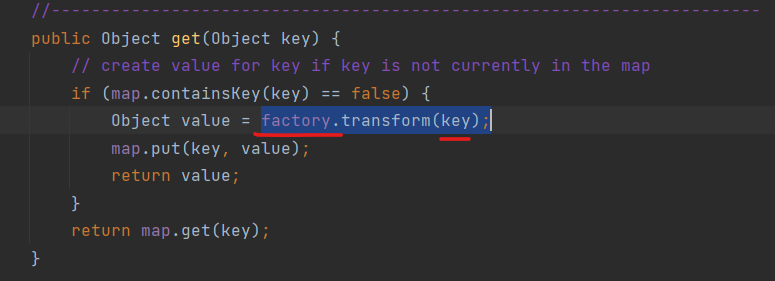 //-----------------------------------------------------------------------
public Object get(Object key) {
    // create value for key if key is not currently in the map
    if (map.containsKey(key) == false) {
        Object value = factory.transform(key);
        map.put(key, value);
        return value;
    }
    return map.get(key);
}